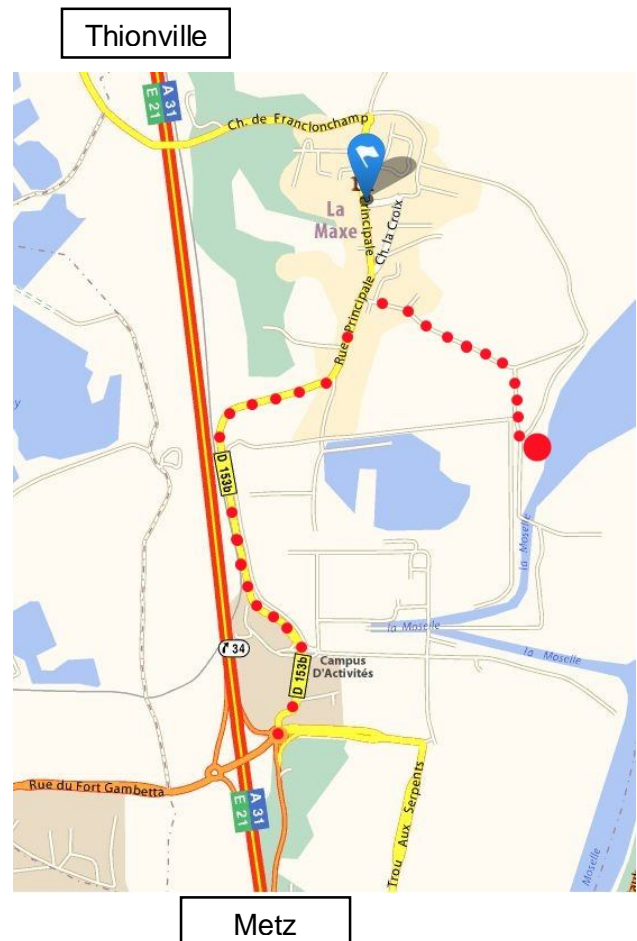 Thionville
E 21
A 31
Ch. de Franclonchamp
La
Maxe
Principale
Ch. la Croix
Rue Principale
D 153b
la Moselle
la Moselle
la Moselle
34
Campus
D'Activités
D 153b
Moselle
Rue du Fort Gambetta
E 21
A 31
Trou Aux Serpents
Metz